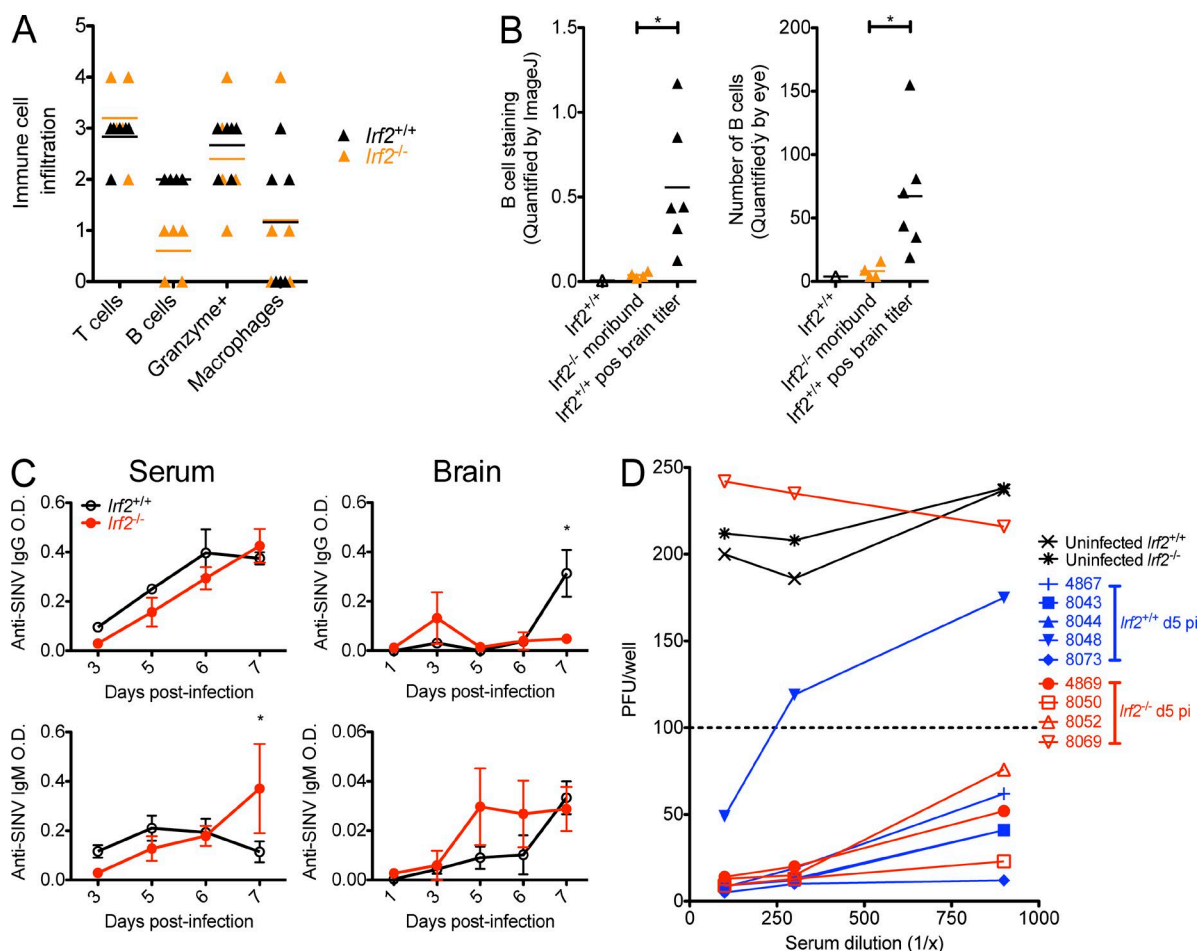 A
Immune cell
infiltration
4
3
2
1
0
T cells
B cells
Granzyme+
Macrophages
Irf2+/+
Irf2-/-
B
B cell staining
(Quantified by ImageJ)
1.5
1.0
0.5
0.0
*
Irf2+/+
Irf2-/- moribund
Irf2+/+ pos brain titer
Number of B cells
(Quantified by eye)
200
150
100
50
0
*
Irf2+/+
Irf2-/- moribund
Irf2+/+ pos brain titer
C
Serum
Anti-SINV IgG O.D.
0.6
0.4
0.2
0.0
Irf2+/+
Irf2-/-
3 5 6 7
Days post-infection
Brain
Anti-SINV IgG O.D.
0.6
0.4
0.2
0.0
*
1 3 5 6 7
Days post-infection
Anti-SINV IgM O.D.
0.6
0.4
0.2
0.0
*
3 5 6 7
Days post-infection
Anti-SINV IgM O.D.
0.06
0.04
0.02
0.00
1 3 5 6 7
Days post-infection
D
PFU/well
250
200
150
100
50
0
0 250 500 750 1000
Serum dilution (1/x)
Uninfected Irf2+/+
Uninfected Irf2-/-
4867
8043
8044
8048
8073
Irf2+/+ d5 pi
4869
8050
8052
8069
Irf2-/- d5 pi